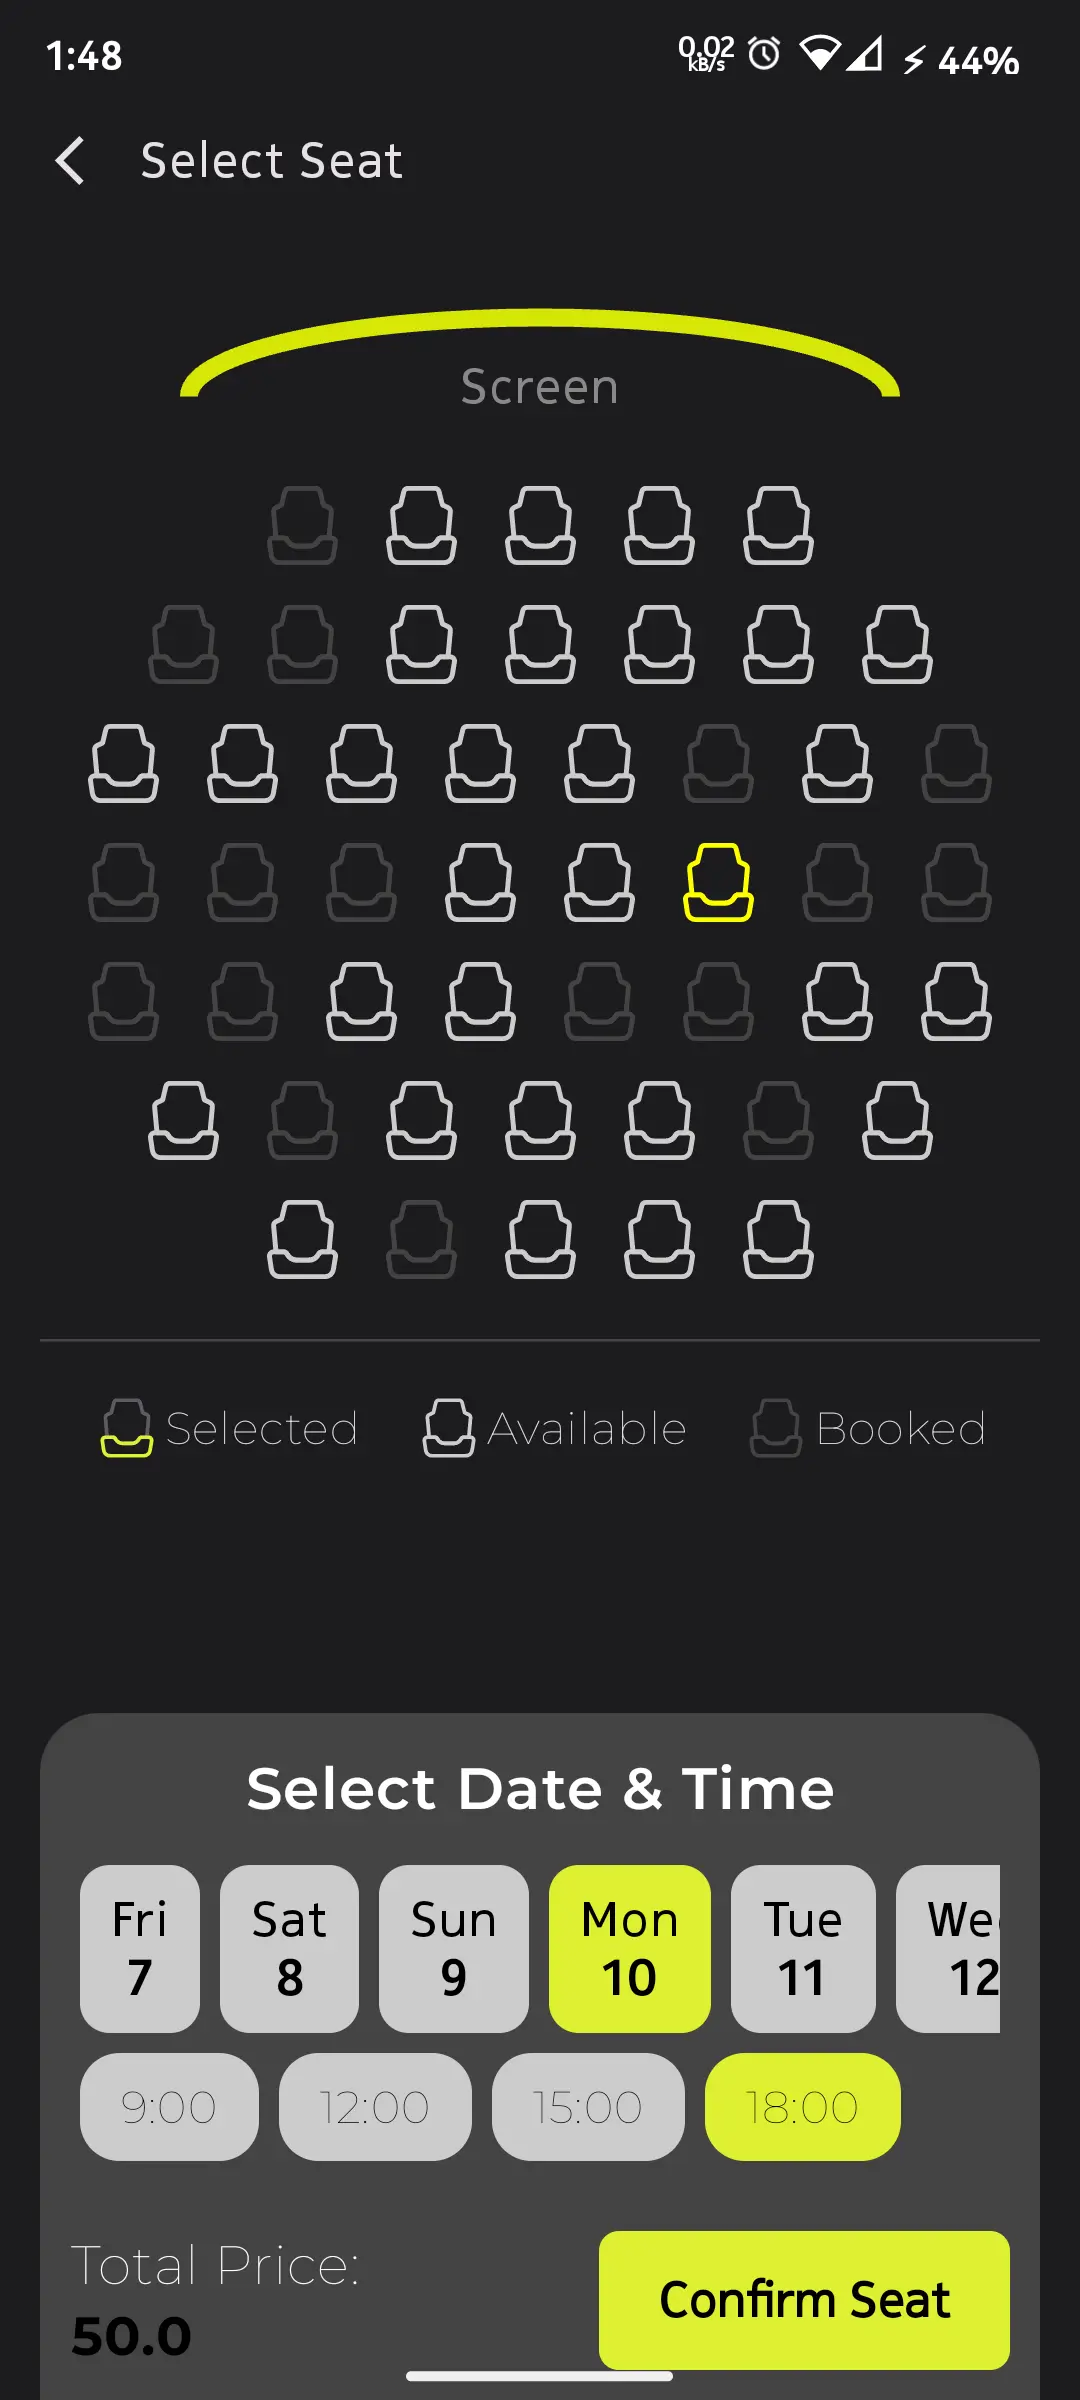 1:48 0.02 kB/s 44%
Select Seat
Screen
Selected Available Booked
Select Date & Time
Fri Sat Sun Mon Tue We
7 8 9 10 11 12
9:00 12:00 15:00 18:00
Total Price:
50.0
Confirm Seat